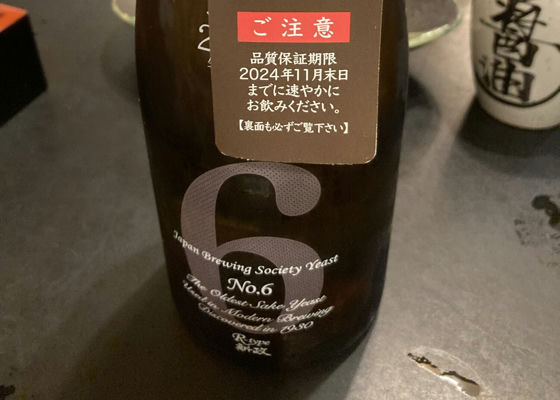 ご注意
品質保証期限
2024年11月末日
までに速やかに
お飲みください。
【裏面も必ずご覧下さい】
6
Japan Brewing Society Yeast
No.6
The Oldest Sake Yeast
Used in Modern Brewing
Discovered in 1930
R-type
新政
醤油